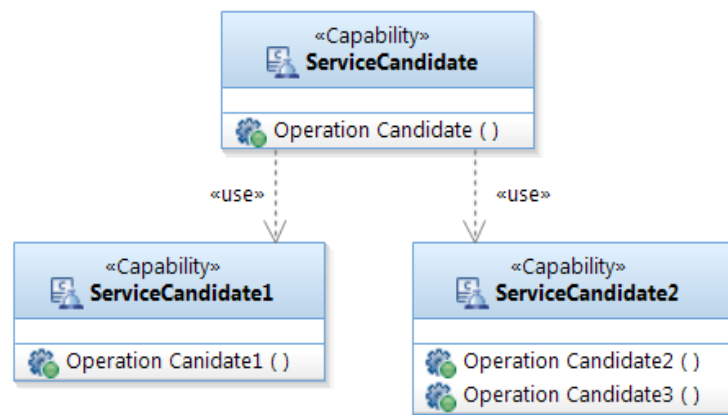 «Capability»
ServiceCandidate
Operation Candidate ( )
«use»
«use»
«Capability»
ServiceCandidate1
Operation Canidate1 ( )
«Capability»
ServiceCandidate2
Operation Candidate2 ( )
Operation Candidate3 ( )